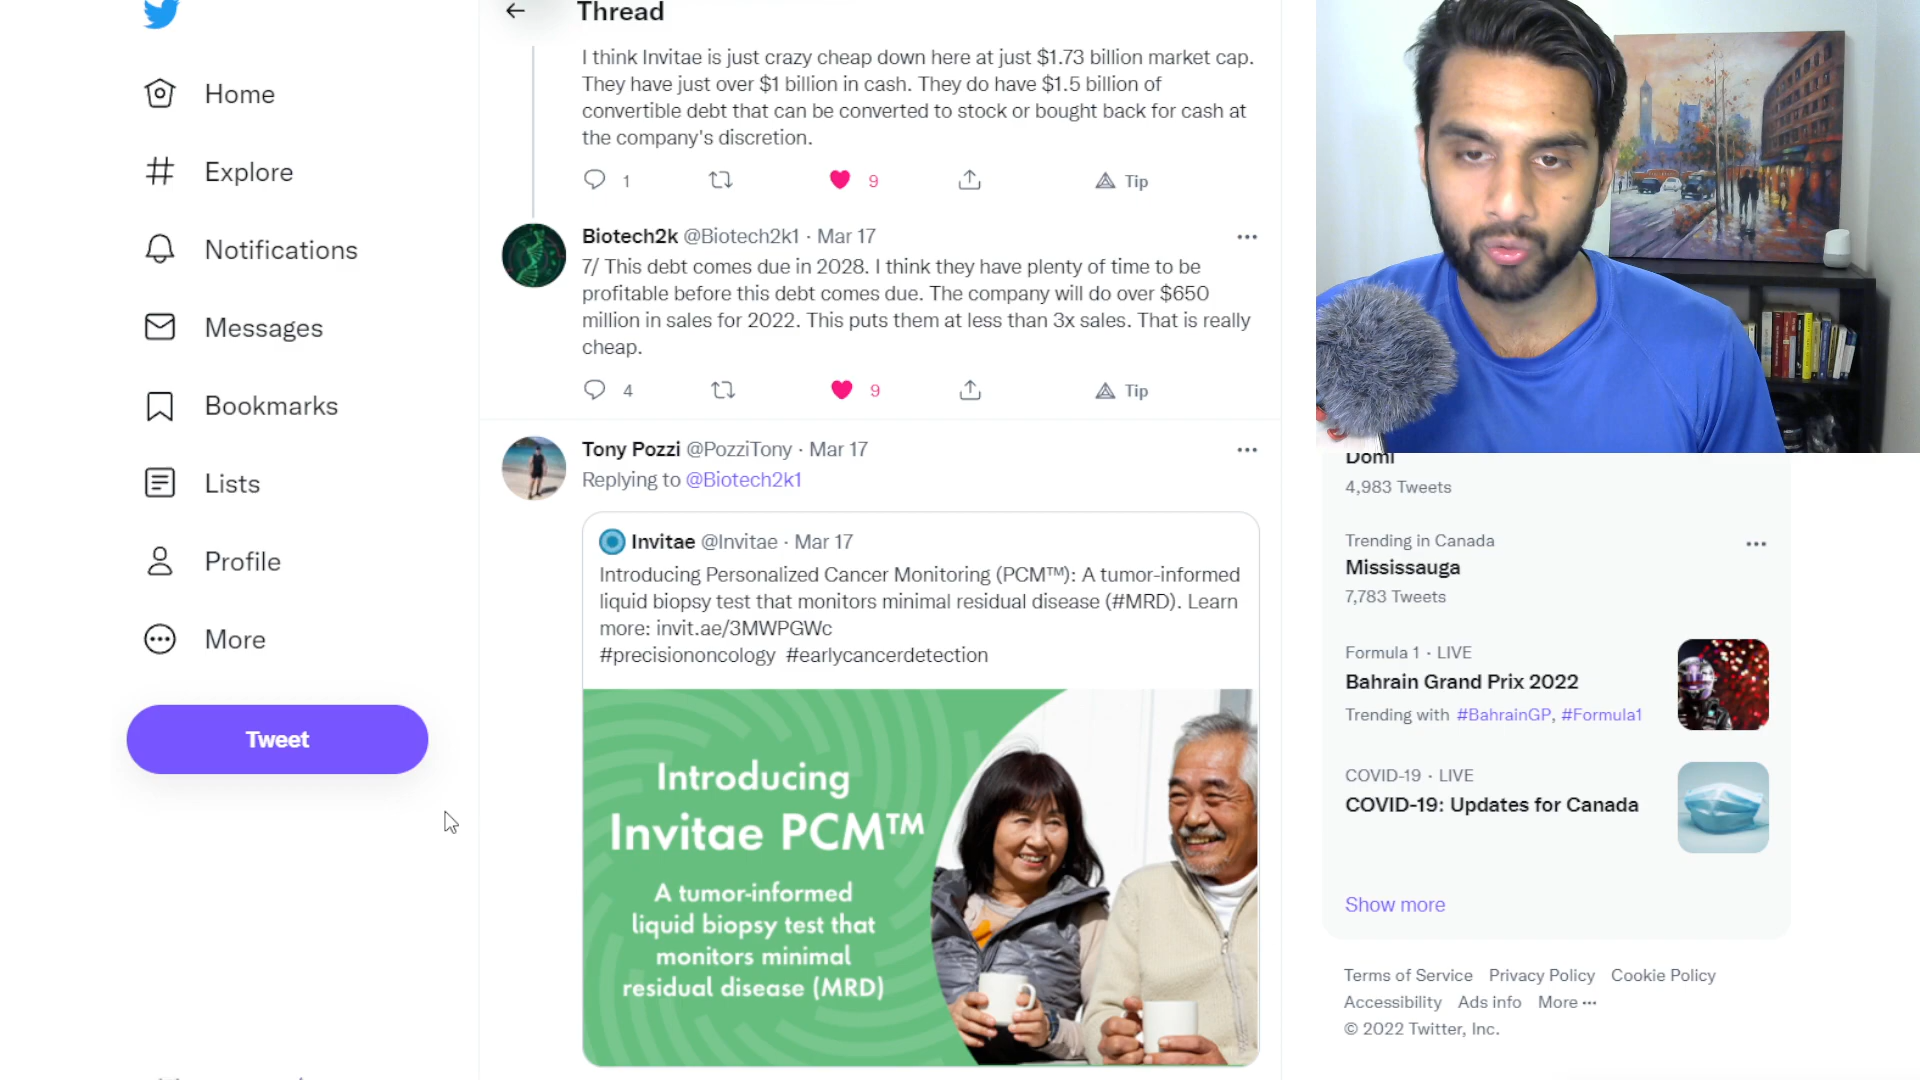 Home
Explore
Notifications
Messages
Bookmarks
Lists
Profile
More
Tweet
Thread
I think Invitae is just crazy cheap down here at just $1.73 billion market cap.
They have just over $1 billion in cash. They do have $1.5 billion of
convertible debt that can be converted to stock or bought back for cash at
the company's discretion.
1
9
Tip
Biotech2k @Biotech2k1 · Mar 17
7/ This debt comes due in 2028. I think they have plenty of time to be
profitable before this debt comes due. The company will do over $650
million in sales for 2022. This puts them at less than 3x sales. That is really
cheap.
4
9
Tip
Tony Pozzi @PozziTony · Mar 17
Replying to @Biotech2k1
Invitae @Invitae · Mar 17
Introducing Personalized Cancer Monitoring (PCM™): A tumor-informed
liquid biopsy test that monitors minimal residual disease (#MRD). Learn
more: invit.ae/3MWPGWc
#precisiononcology #earlycancerdetection
Introducing
Invitae PCM™
A tumor-informed
liquid biopsy test that
monitors minimal
residual disease (MRD)
Domi
4,983 Tweets
Trending in Canada
Mississauga
7,783 Tweets
Formula 1 · LIVE
Bahrain Grand Prix 2022
Trending with #BahrainGP, #Formula1
COVID-19 · LIVE
COVID-19: Updates for Canada
Show more
Terms of Service Privacy Policy Cookie Policy
Accessibility Ads info More ···
© 2022 Twitter, Inc.